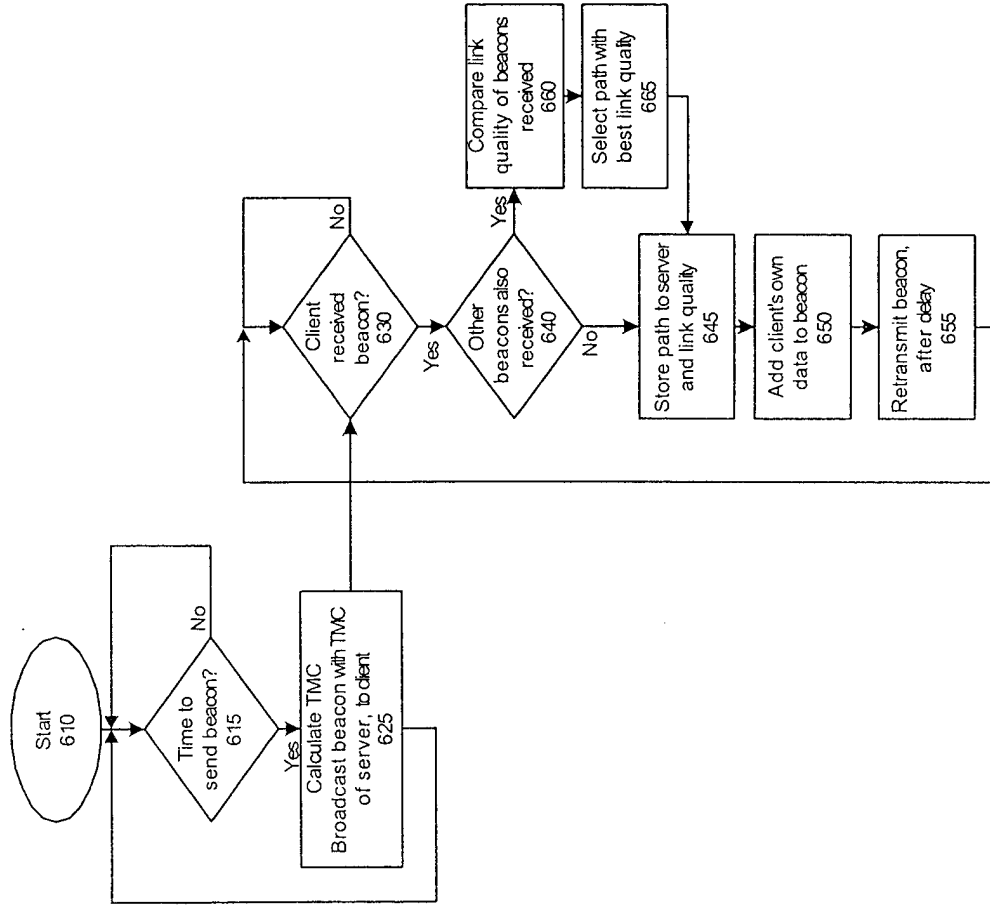 Start
610
Time to
send beacon?
615
No
Yes
Calculate TMC
Broadcast beacon with TMC
of server, to client
625
Client
received
beacon?
630
No
Yes
Other
beacons also
received?
640
Yes
No
Compare link
quality of beacons
received
660
Select path with
best link quality
665
Store path to server
and link quality
645
Add client's own
data to beacon
650
Retransmit beacon,
after delay
655